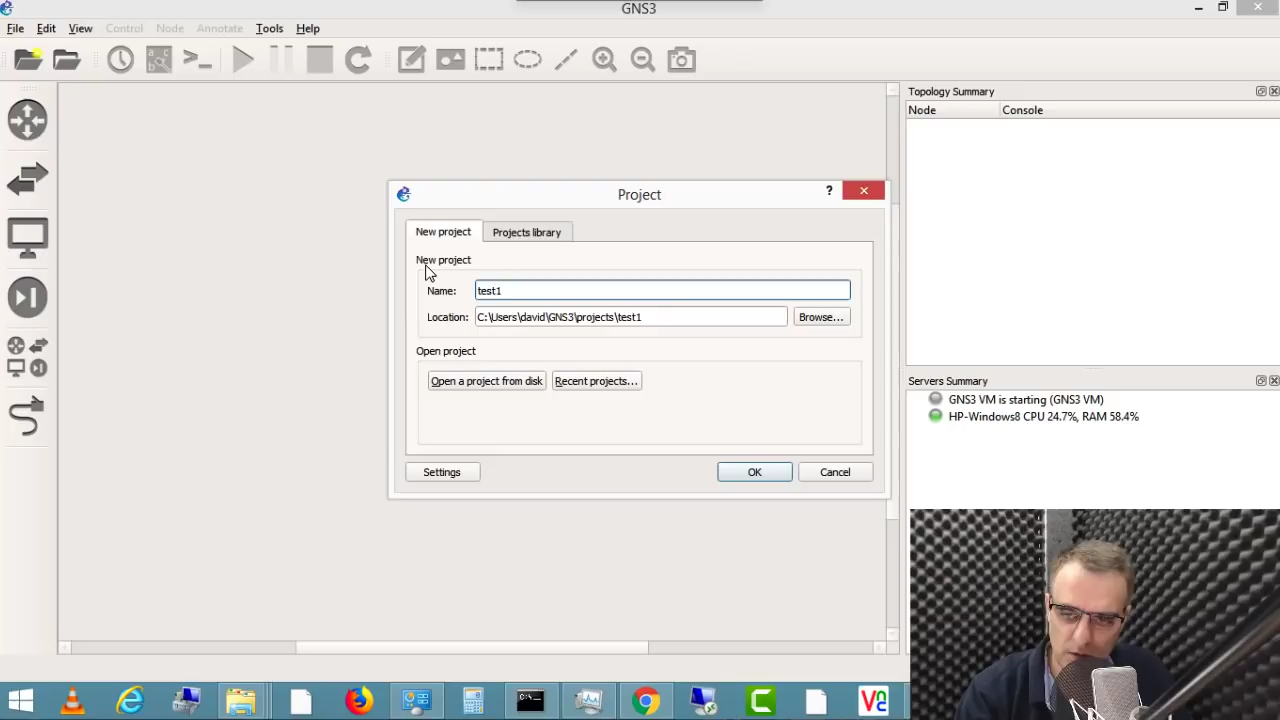 GNS3
File Edit View Control Node Annotate Tools Help
Topology Summary
Node Console
Project
?
New project Projects library
New project
Name: test1
Location: C:\Users\david\GNS3\projects\test1 Browse...
Open project
Open a project from disk Recent projects...
Settings OK Cancel
Servers Summary
GNS3 VM is starting (GNS3 VM)
HP-Windows8 CPU 24.7%, RAM 58.4%